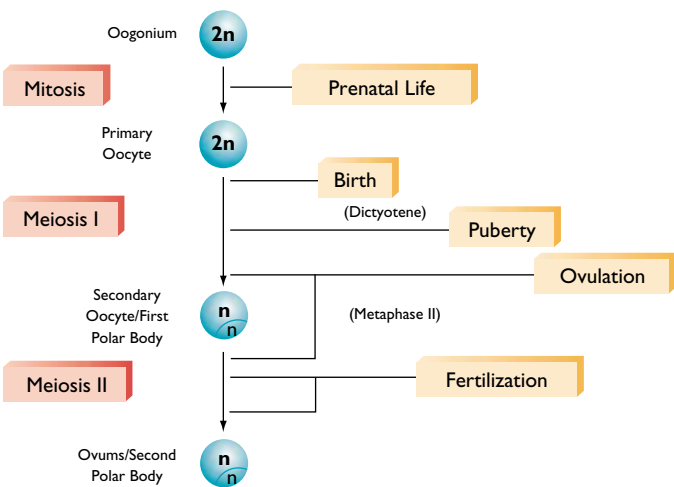 Oogonium
2n
Mitosis
Prenatal Life
Primary
Oocyte
2n
Birth
(Dictyotene)
Meiosis I
Puberty
Ovulation
Secondary
Oocyte/First
Polar Body
n
n
(Metaphase II)
Meiosis II
Fertilization
Ovums/Second
Polar Body
n
n